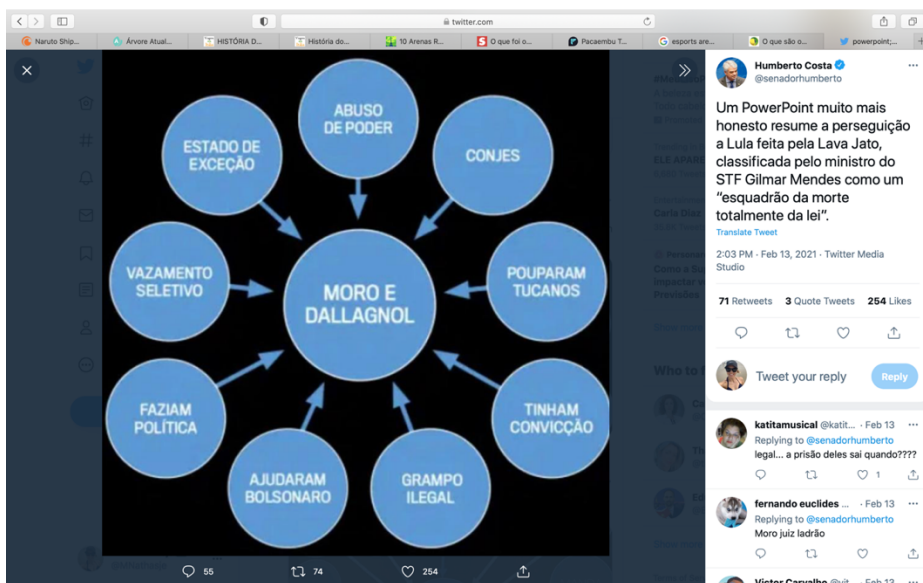 twitter.com
Naruto Ship...
Árvore Atual...
HISTÓRIA D...
História do...
10 Arenas R...
O que foi o...
Pacaembu T...
esports are...
O que são o...
powerpoint;...
ABUSO
DE PODER
ESTADO DE
EXCEÇÃO
CONJES
VAZAMENTO
SELETIVO
MORO E
DALLAGNOL
POUPARAM
TUCANOS
FAZIAM
POLÍTICA
TINHAM
CONVICÇÃO
AJUDARAM
BOLSONARO
GRAMPO
ILEGAL
55
74
254
Humberto Costa
@senadorhumberto
Um PowerPoint muito mais
honesto resume a perseguição
a Lula feita pela Lava Jato,
classificada pelo ministro do
STF Gilmar Mendes como um
“esquadrão da morte
totalmente da lei”.
Translate Tweet
2:03 PM · Feb 13, 2021 · Twitter Media
Studio
71 Retweets 3 Quote Tweets 254 Likes
Tweet your reply
Reply
katitamusical @katit... · Feb 13
Replying to @senadorhumberto
legal... a prisão deles sai quando????
1
fernando euclides ... · Feb 13
Replying to @senadorhumberto
Moro juiz ladrão